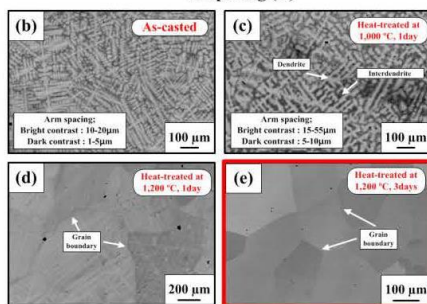 (b)
As-casted
Arm spacing;
Bright contrast : 10-20μm
Dark contrast : 1-5μm
100 μm
(c)
Heat-treated at
1,000 °C, 1day
Dendrite
Interdendrite
Arm spacing;
Bright contrast : 15-55μm
Dark contrast : 5-10μm
100 μm
(d)
Heat-treated at
1,200 °C, 1day
Grain
boundary
200 μm
(e)
Heat-treated at
1,200 °C, 3days
Grain
boundary
100 μm